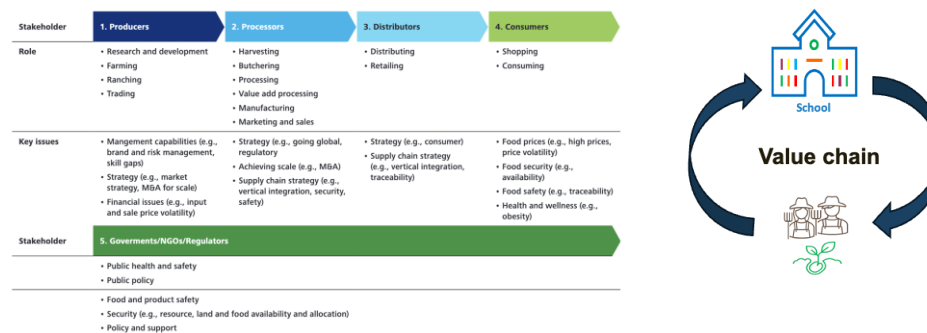 Stakeholder
1. Producers
2. Processors
3. Distributors
4. Consumers
Role
• Research and development
• Farming
• Ranching
• Trading
• Harvesting
• Butchering
• Processing
• Value add processing
• Manufacturing
• Marketing and sales
• Distributing
• Retailing
• Shopping
• Consuming
Key issues
• Mangement capabilities (e.g.,
brand and risk management,
skill gaps)
• Strategy (e.g., market
strategy, M&A for scale)
• Financial issues (e.g., input
and sale price volatility)
• Strategy (e.g., going global,
regulatory
• Achieving scale (e.g., M&A)
• Supply chain strategy (e.g.,
vertical integration, security,
safety)
• Strategy (e.g., consumer)
• Supply chain strategy
(e.g., vertical integration,
traceability)
• Food prices (e.g., high prices,
price volatility)
• Food security (e.g.,
availability)
• Food safety (e.g., traceability)
• Health and wellness (e.g.,
obesity)
Stakeholder
5. Goverments/NGOs/Regulators
• Public health and safety
• Public policy
• Food and product safety
• Security (e.g., resource, land and food availability and allocation)
• Policy and support
School
Value chain